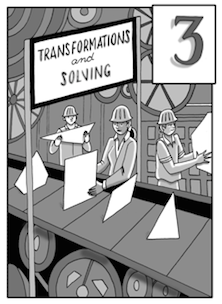 TRANSFORMATIONS
and
SOLVING
3